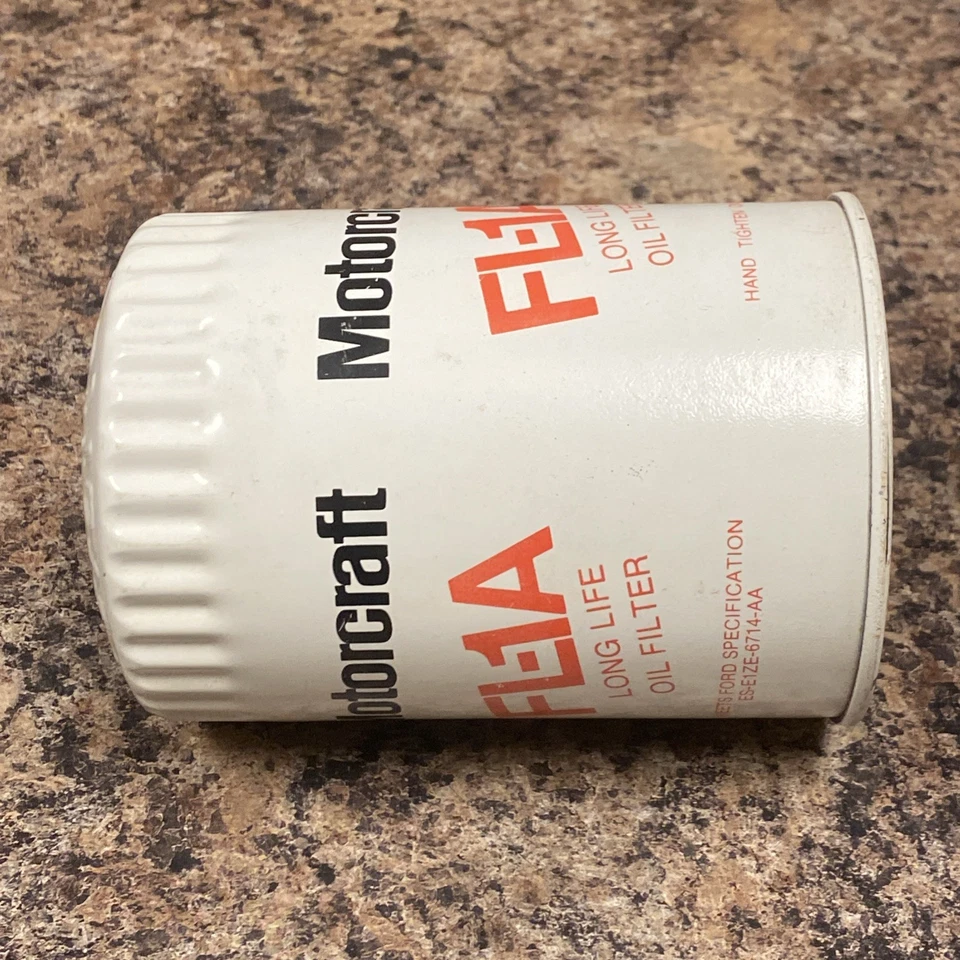 Motorcraft
FL-1A
LONG LIFE
OIL FILTER
SPECIFICATION
FORD
ES-E1ZE-6714-AA
Motorc
FL-1A
LONG LIFE
OIL FILTER
HAND TIGHTEN